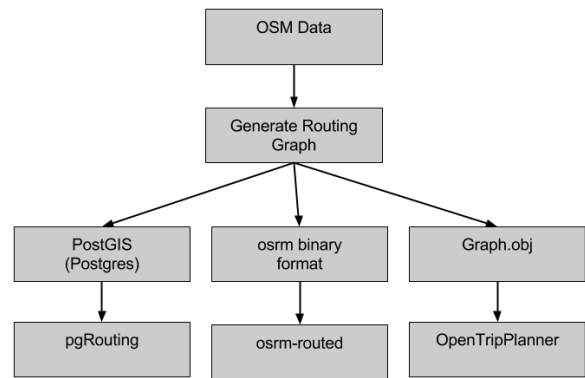 OSM Data
Generate Routing
Graph
PostGIS
(Postgres)
osrm binary
format
Graph.obj
pgRouting
osrm-routed
OpenTripPlanner